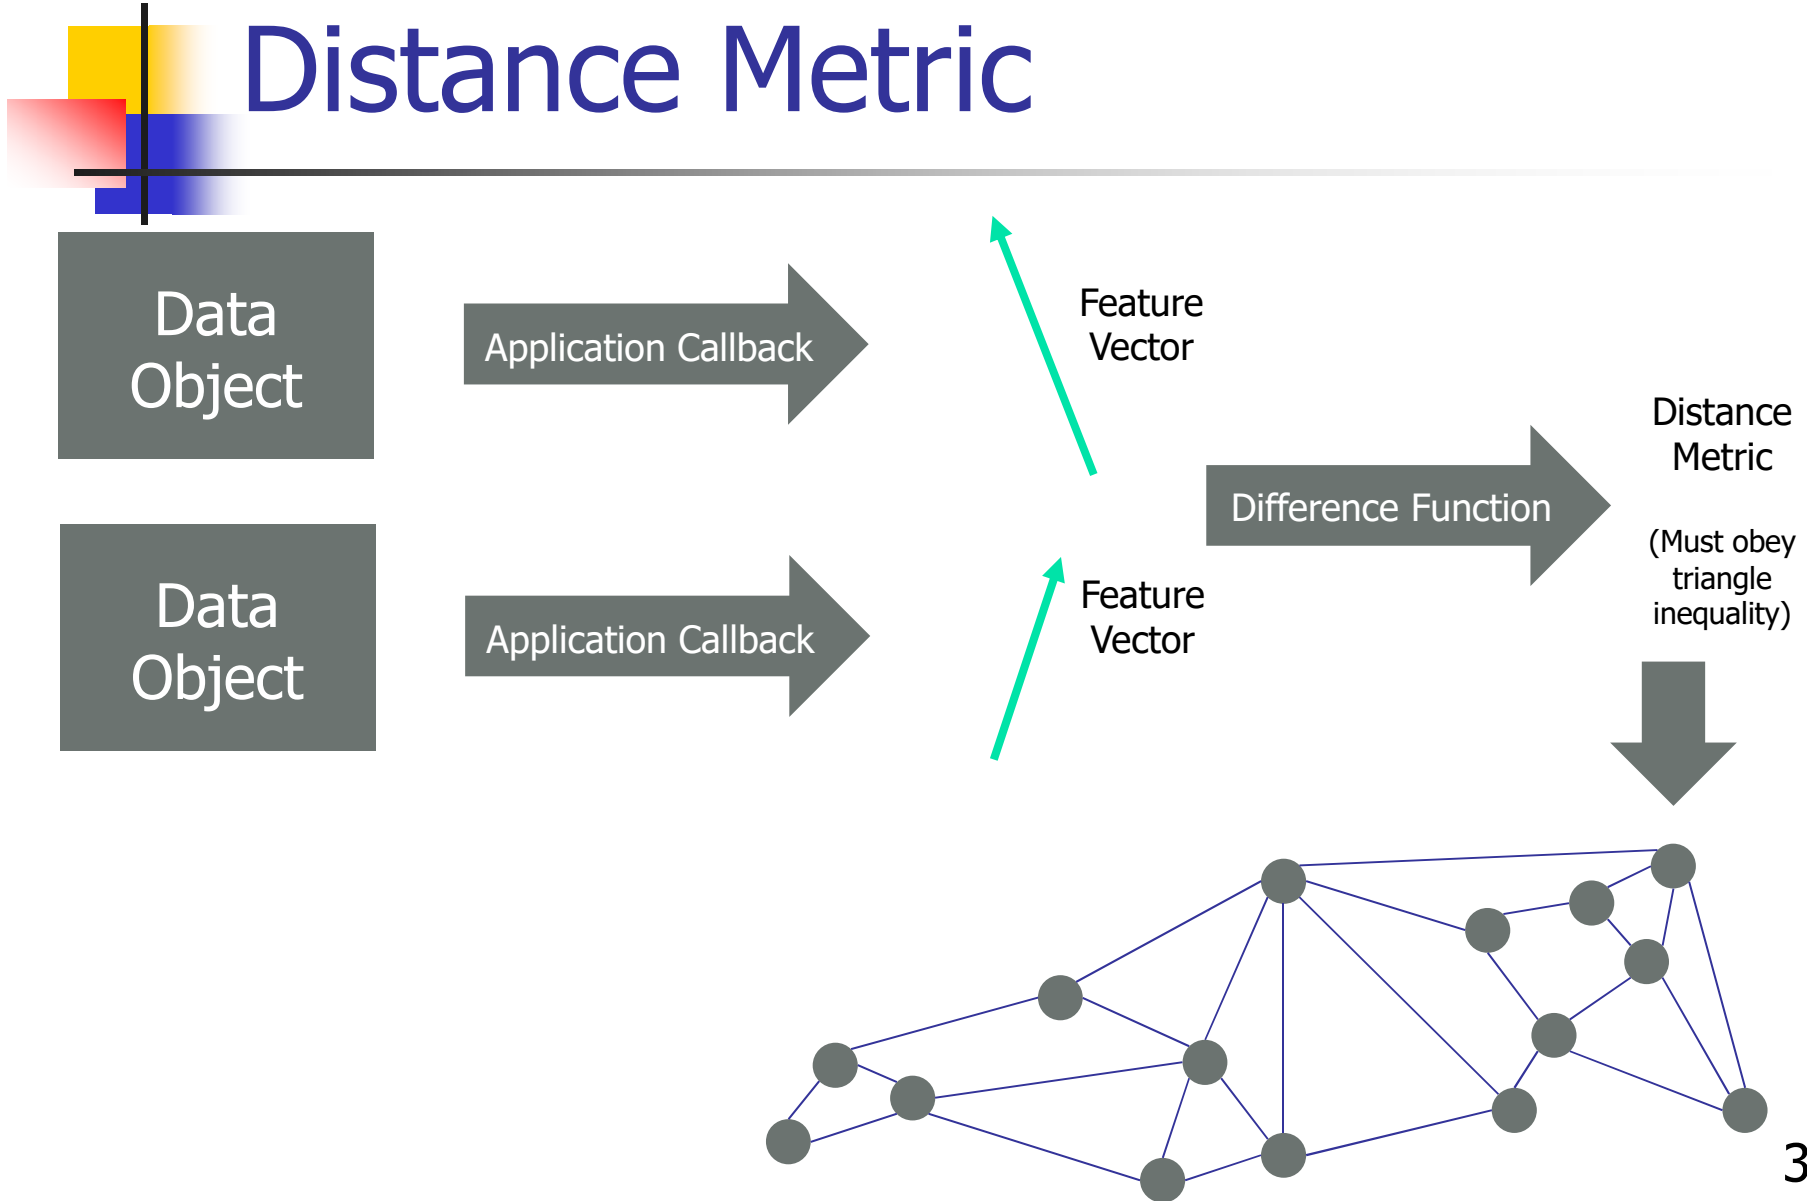 Distance Metric
Data
Object
Application Callback
Feature
Vector
Data
Object
Application Callback
Feature
Vector
Difference Function
Distance
Metric
(Must obey
triangle
inequality)
3